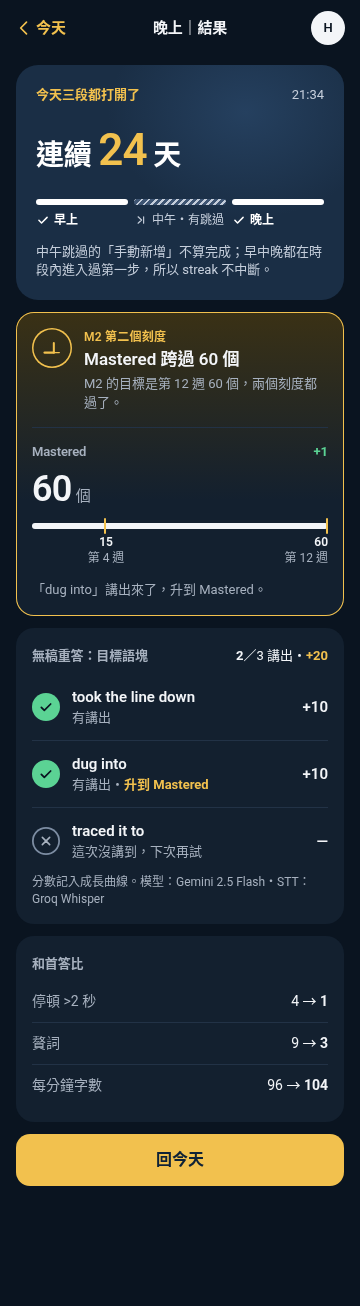 今天
晚上｜結果
H
今天三段都打開了
21:34
連續 24 天
早上
中午・有跳過
晚上
中午跳過的「手動新增」不算完成；早中晚都在時
段內進入過第一步，所以 streak 不中斷。
M2 第二個刻度
Mastered 跨過 60 個
M2 的目標是第 12 週 60 個，兩個刻度都
過了。
Mastered
+1
60 個
15
60
第 4 週
第 12 週
「dug into」講出來了，升到 Mastered。
無稿重答：目標語塊
2／3 講出・+20
took the line down
有講出
+10
dug into
有講出・升到 Mastered
+10
traced it to
這次沒講到，下次再試
—
分數記入成長曲線。模型：Gemini 2.5 Flash・STT：
Groq Whisper
和首答比
停頓 >2 秒
4 → 1
贅詞
9 → 3
每分鐘字數
96 → 104
回今天